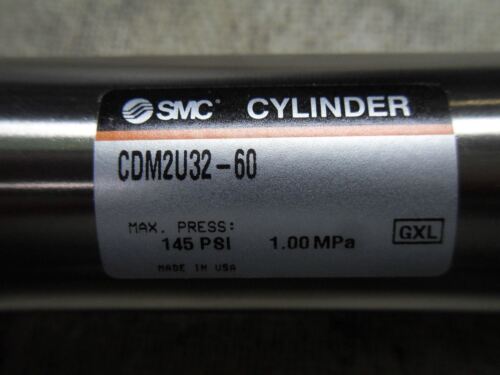 SMC CYLINDER
CDM2U32-60
MAX. PRESS:
145 PSI 1.00 MPa GXL
MADE IN USA